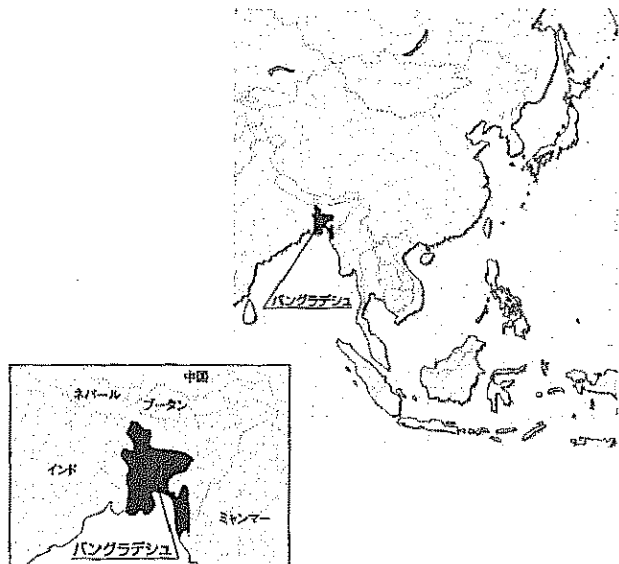 バングラデシュ
中国
ネパール
ブータン
インド
ミャンマー
バングラデシュ